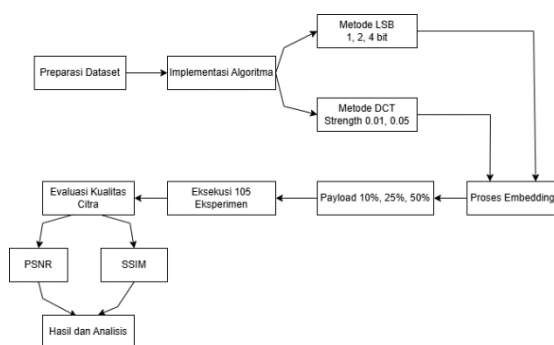 Metode LSB
1, 2, 4 bit
Preparasi Dataset
Implementasi Algoritma
Metode DCT
Strength 0.01, 0.05
Evaluasi Kualitas
Citra
Eksekusi 105
Eksperimen
Payload 10%, 25%, 50%
Proses Embedding
PSNR
SSIM
Hasil dan Analisis